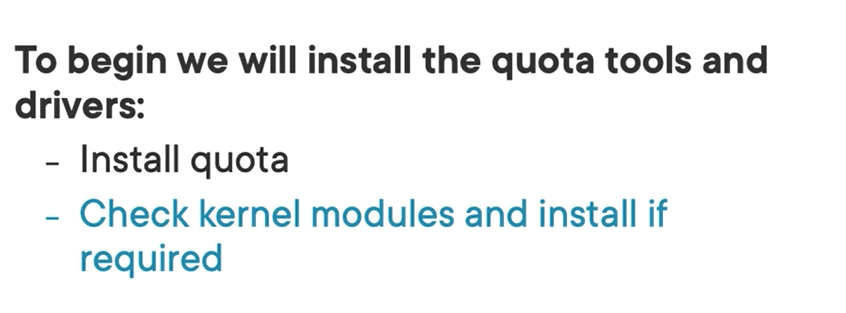 To begin we will install the quota tools and
drivers:
- Install quota
- Check kernel modules and install if
required